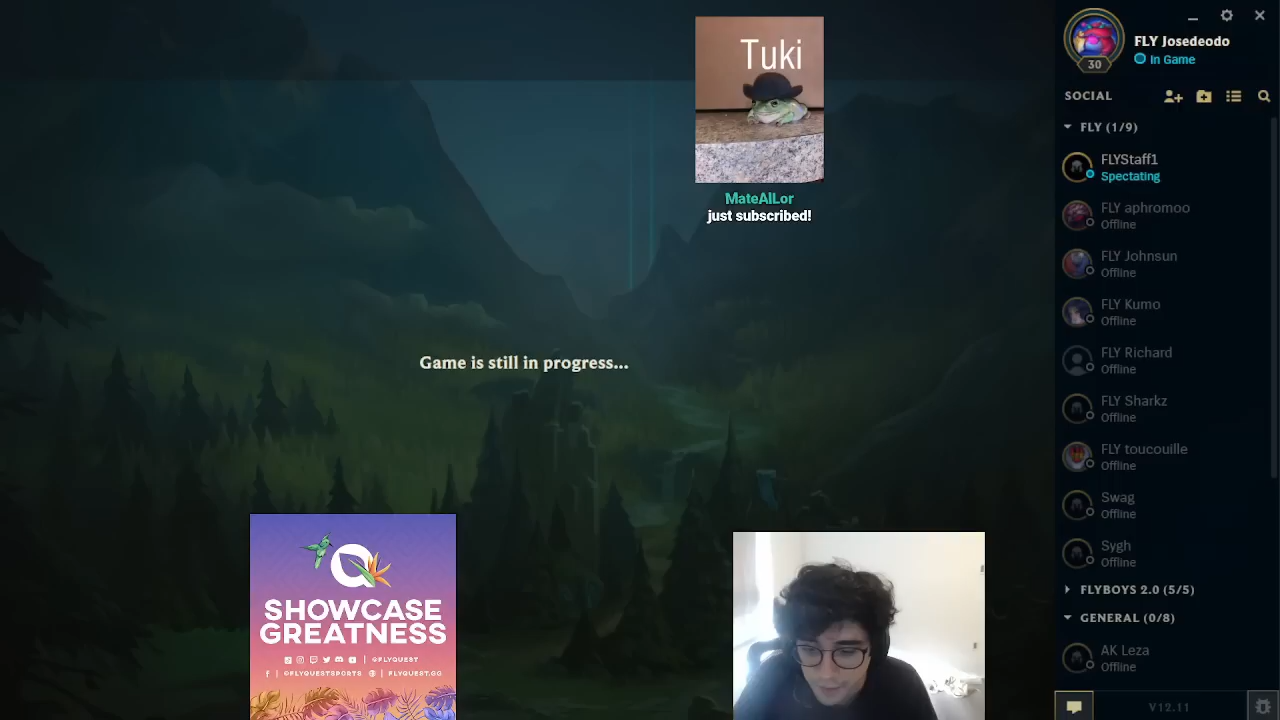 Tuki
MateAlLor
just subscribed!
Game is still in progress...
SHOWCASE
GREATNESS
@FLYQUEST
@FLYQUESTSPORTS
FLYQUEST.GG
30
FLY Josedeodo
In Game
SOCIAL
FLY (1/9)
FLYStaff1
Spectating
FLY aphromoo
Offline
FLY Johnsun
Offline
FLY Kumo
Offline
FLY Richard
Offline
FLY Sharkz
Offline
FLY toucouille
Offline
Swag
Offline
Sygh
Offline
FLYBOYS 2.0 (5/5)
GENERAL (0/8)
AK Leza
Offline
V12.11